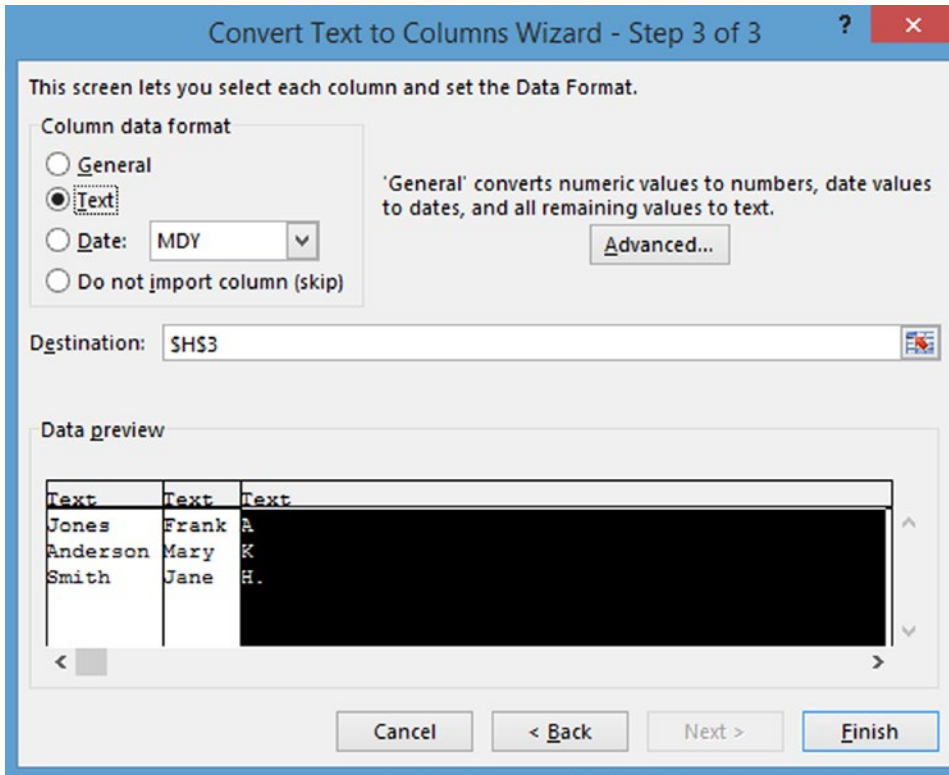 Convert Text to Columns Wizard - Step 3 of 3
?
This screen lets you select each column and set the Data Format.
Column data format
General
Text
Date: MDY
Do not import column (skip)
'General' converts numeric values to numbers, date values
to dates, and all remaining values to text.
Advanced...
Destination: $H$3
Data preview
Text Text Text
Jones Frank A
Anderson Mary K
Smith Jane H.
Cancel < Back Next > Finish